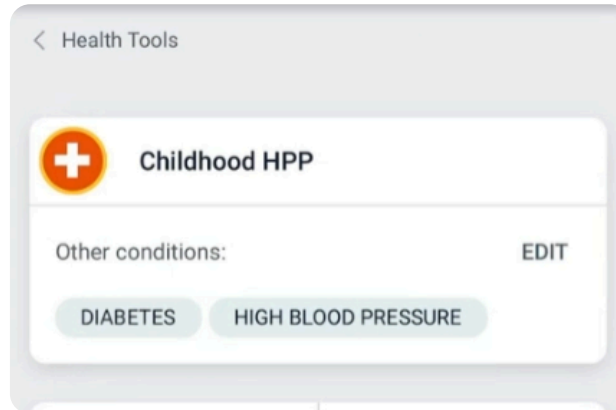 Health Tools
Childhood HPP
Other conditions:
EDIT
DIABETES
HIGH BLOOD PRESSURE